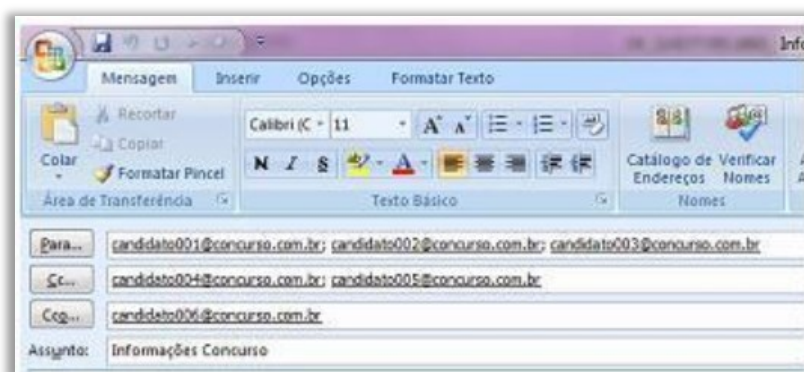 Info
Mensagem Inserir Opções Formatar Texto
Recortar
Copiar
Colar
Formatar Pincel
Área de Transferência
Calibri (C 11
N I S
Texto Básico
Catálogo de Endereços
Verificar Nomes
Nomes
Para... candidato001@concurso.com.br; candidato002@concurso.com.br; candidato003@concurso.com.br
Cc... candidato004@concurso.com.br; candidato005@concurso.com.br
Cco... candidato006@concurso.com.br
Assunto: Informações Concurso